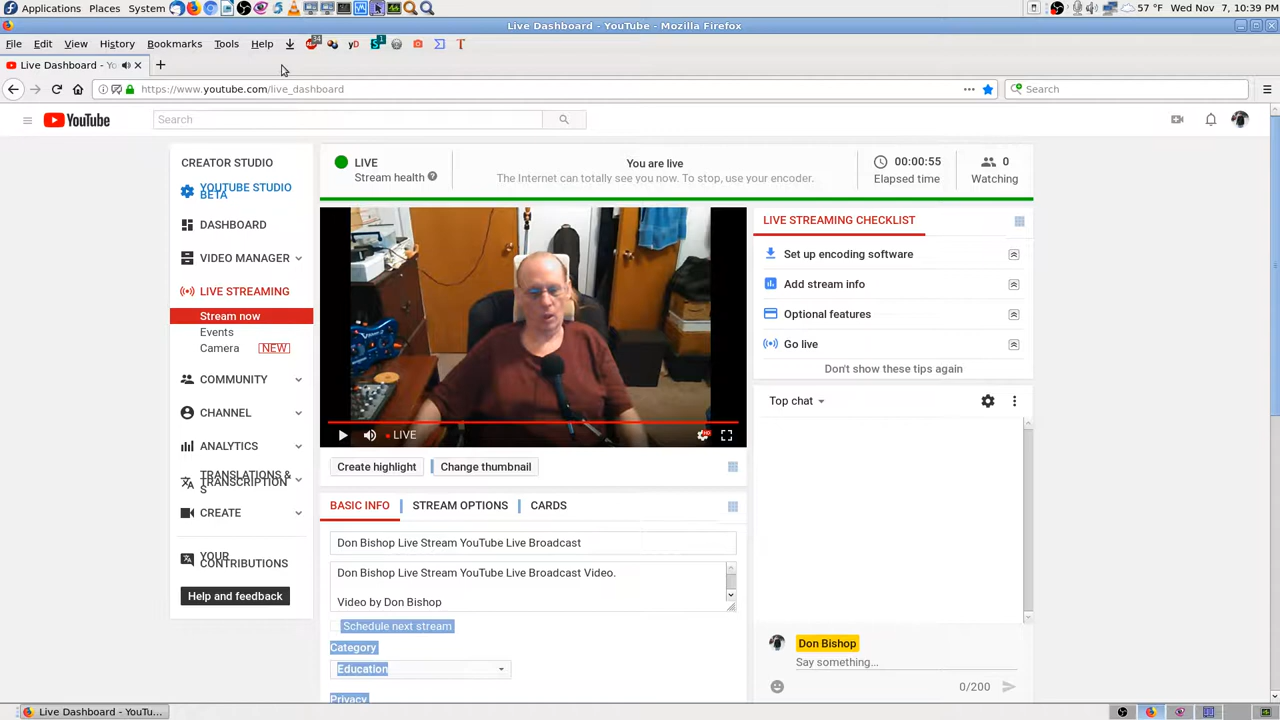 Applications Places System 57 °F Wed Nov 7, 10:39 PM
Live Dashboard - YouTube - Mozilla Firefox
File Edit View History Bookmarks Tools Help 34 yD S 1 T
Live Dashboard - Yo
https://www.youtube.com/live_dashboard Search
YouTube Search
CREATOR STUDIO
YOUTUBE STUDIO BETA
DASHBOARD
VIDEO MANAGER
LIVE STREAMING
Stream now
Events
Camera NEW
COMMUNITY
CHANNEL
ANALYTICS
TRANSLATIONS & TRANSCRIPTIONS
CREATE
YOUR CONTRIBUTIONS
Help and feedback
LIVE
Stream health ?
You are live
The Internet can totally see you now. To stop, use your encoder.
00:00:55
Elapsed time
0
Watching
LIVE
Create highlight Change thumbnail
BASIC INFO STREAM OPTIONS CARDS
Don Bishop Live Stream YouTube Live Broadcast
Don Bishop Live Stream YouTube Live Broadcast Video.
Video by Don Bishop
Schedule next stream
Category
Education
Privacy
LIVE STREAMING CHECKLIST
Set up encoding software
Add stream info
Optional features
Go live
Don't show these tips again
Top chat
Don Bishop
Say something...
0/200
Live Dashboard - YouTu...